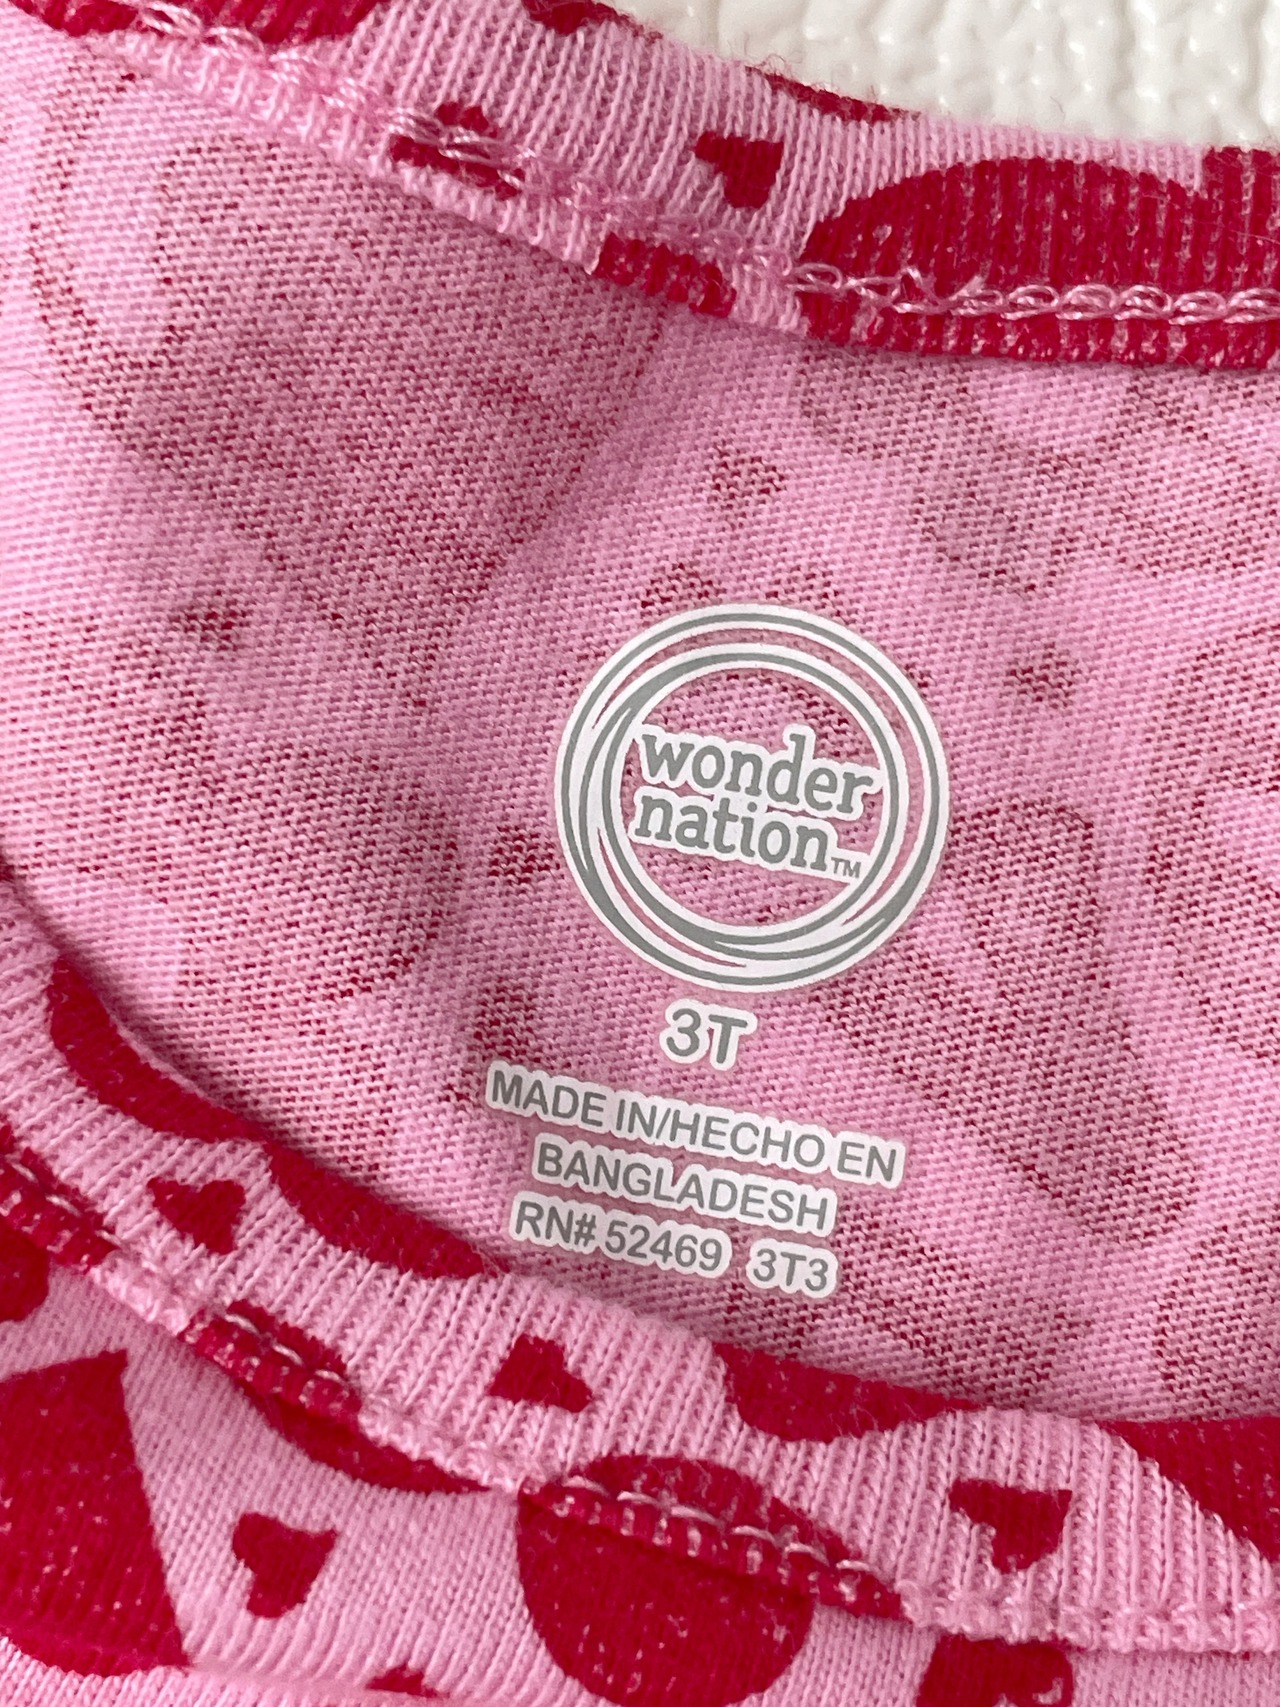 wonder
nation™
3T
MADE IN/HECHO EN
BANGLADESH
RN# 52469 3T3